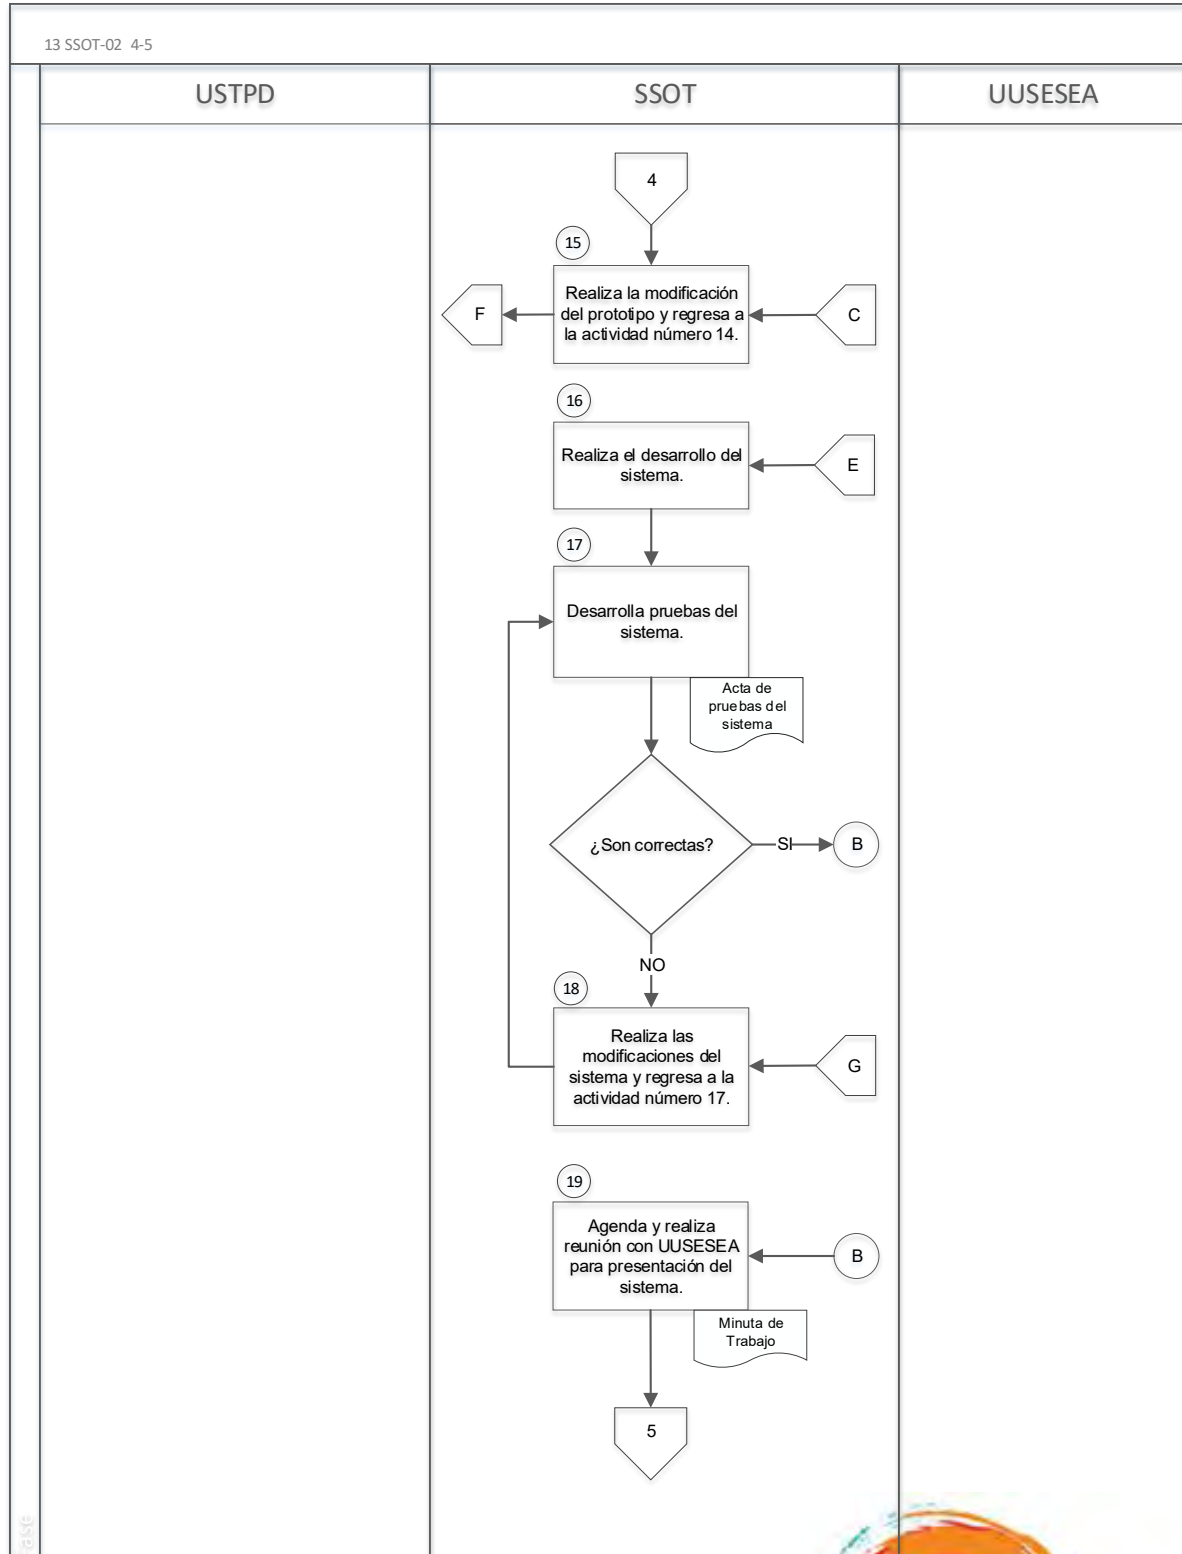 13 SSOT-02 4-5
USTPD
SSOT
UUSESEA
4
15
Realiza la modificación
del prototipo y regresa a
la actividad número 14.
F
C
16
Realiza el desarrollo del
sistema.
E
17
Desarrolla pruebas del
sistema.
Acta de
pruebas del
sistema
¿Son correctas?
SI
B
NO
18
Realiza las
modificaciones del
sistema y regresa a la
actividad número 17.
G
19
Agenda y realiza
reunión con UUSESEA
para presentación del
sistema.
B
Minuta de
Trabajo
5